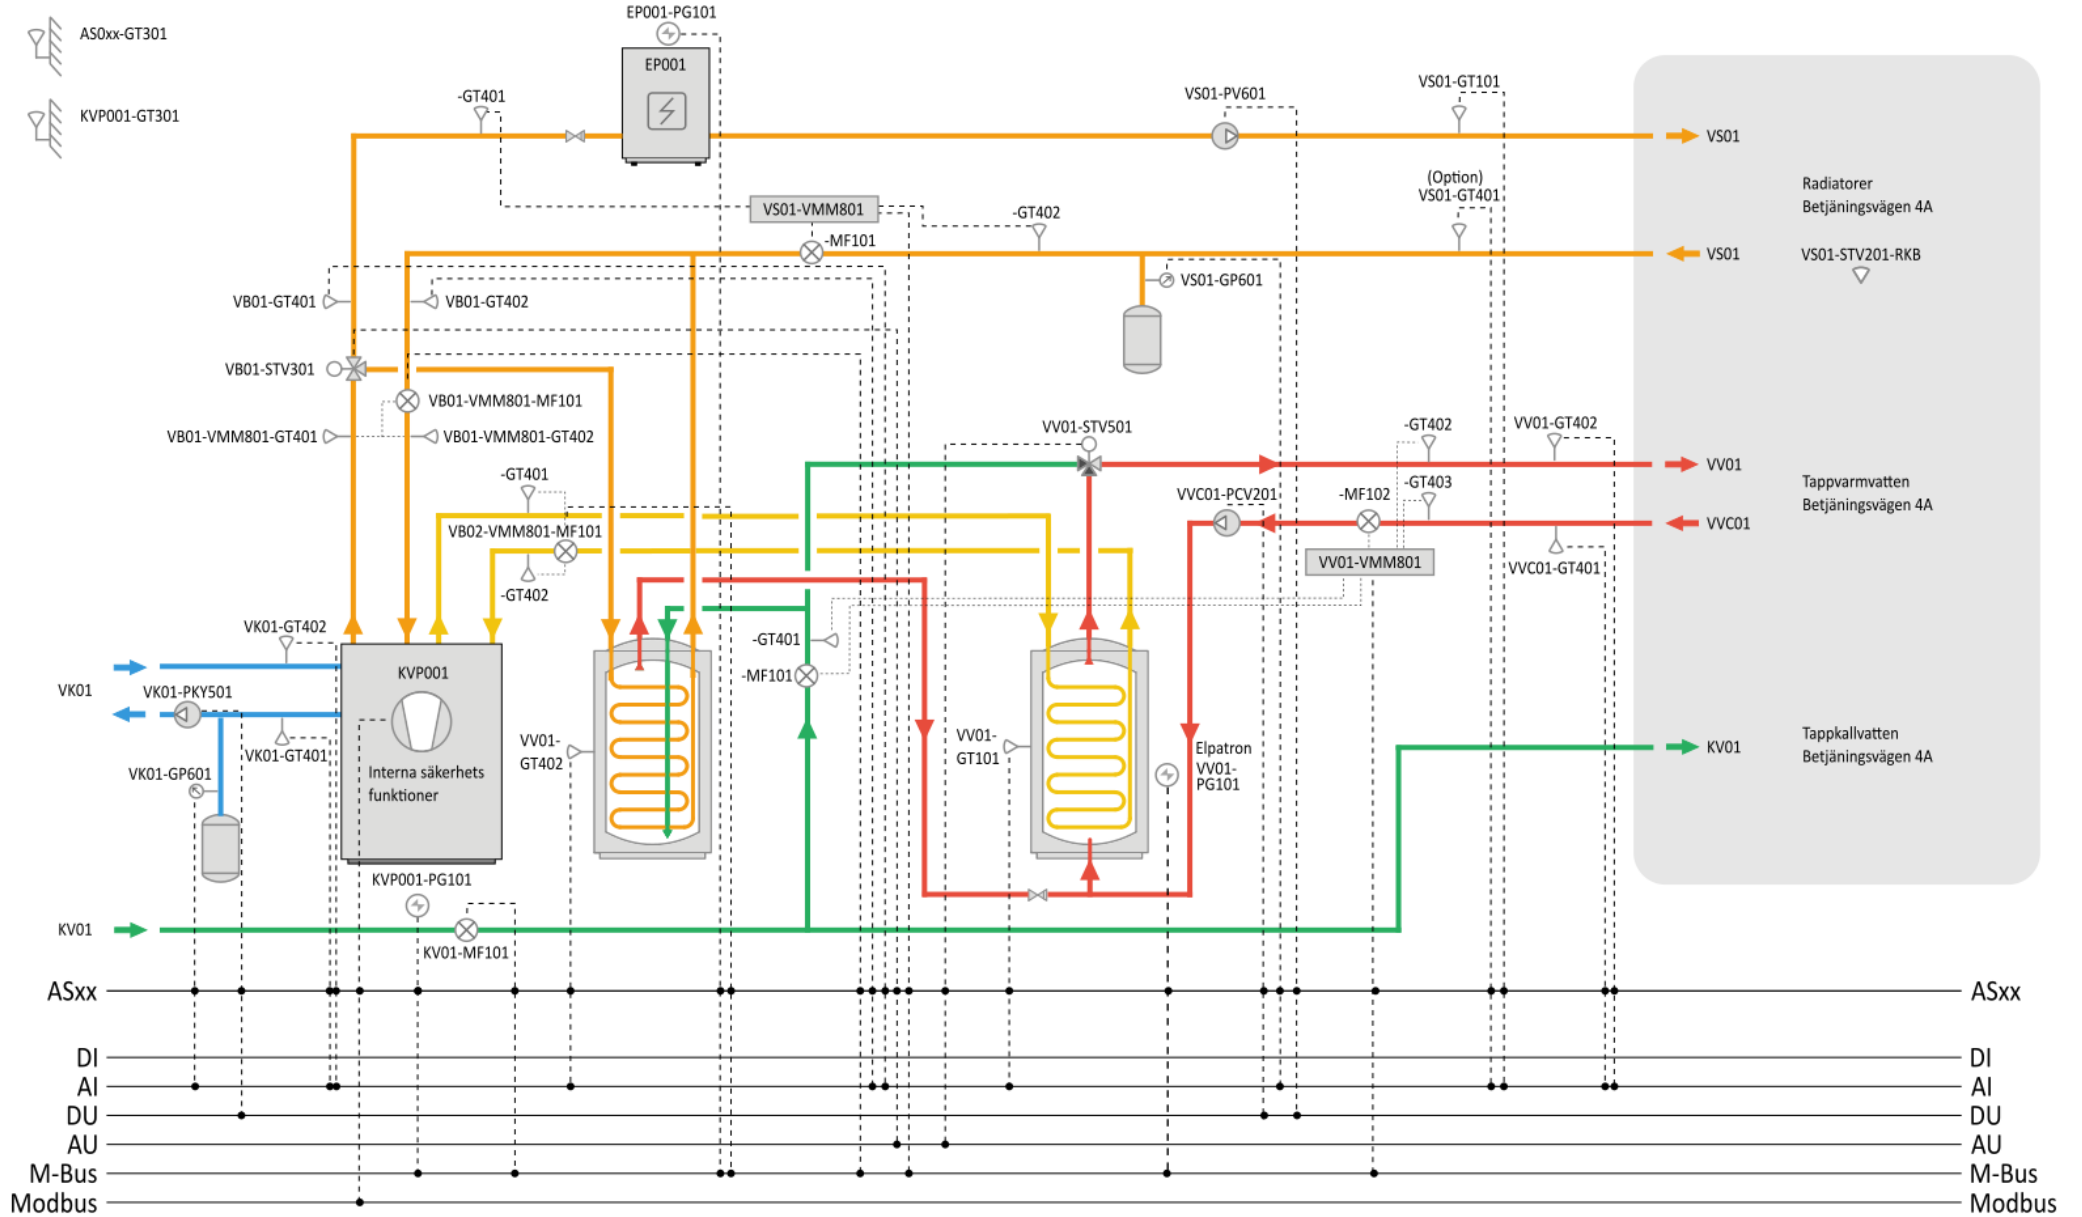 EP001-PG101
AS0xx-GT301
EP001
VS01-GT101
-GT401
VS01-PV601
KVP001-GT301
VS01
(Option)
VS01-GT401
Radiatorer
Betjäningsvägen 4A
VS01-VMM801
-GT402
-MF101
VS01
VS01-STV201-RKB
VS01-GP601
VB01-GT401
VB01-GT402
VB01-STV301
VB01-VMM801-MF101
VV01-STV501
-GT402
VV01-GT402
VB01-VMM801-GT401
VB01-VMM801-GT402
VV01
-GT401
Tappvarmvatten
Betjäningsvägen 4A
-GT403
VVC01-PCV201
-MF102
VVC01
VB02-VMM801-MF101
VV01-VMM801
VVC01-GT401
-GT402
VK01-GT402
-GT401
KVP001
-MF101
VK01
VK01-PKY501
VK01-GT401
VV01-
GT402
VV01-
GT101
Elpatron
VV01-
PG101
Tappkallvatten
Betjäningsvägen 4A
KV01
VK01-GP601
Interna säkerhets
funktioner
KVP001-PG101
KV01
KV01-MF101
ASxx
ASxx
DI
DI
AI
AI
DU
DU
AU
AU
M-Bus
M-Bus
Modbus
Modbus